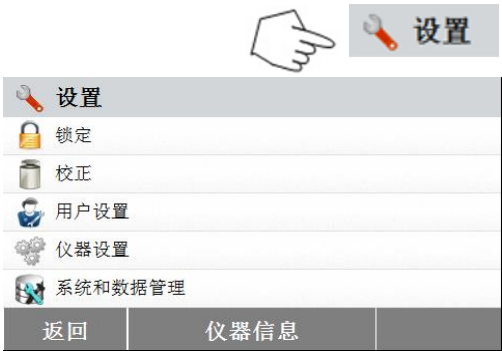 设置
设置
锁定
校正
用户设置
仪器设置
系统和数据管理
返回 仪器信息